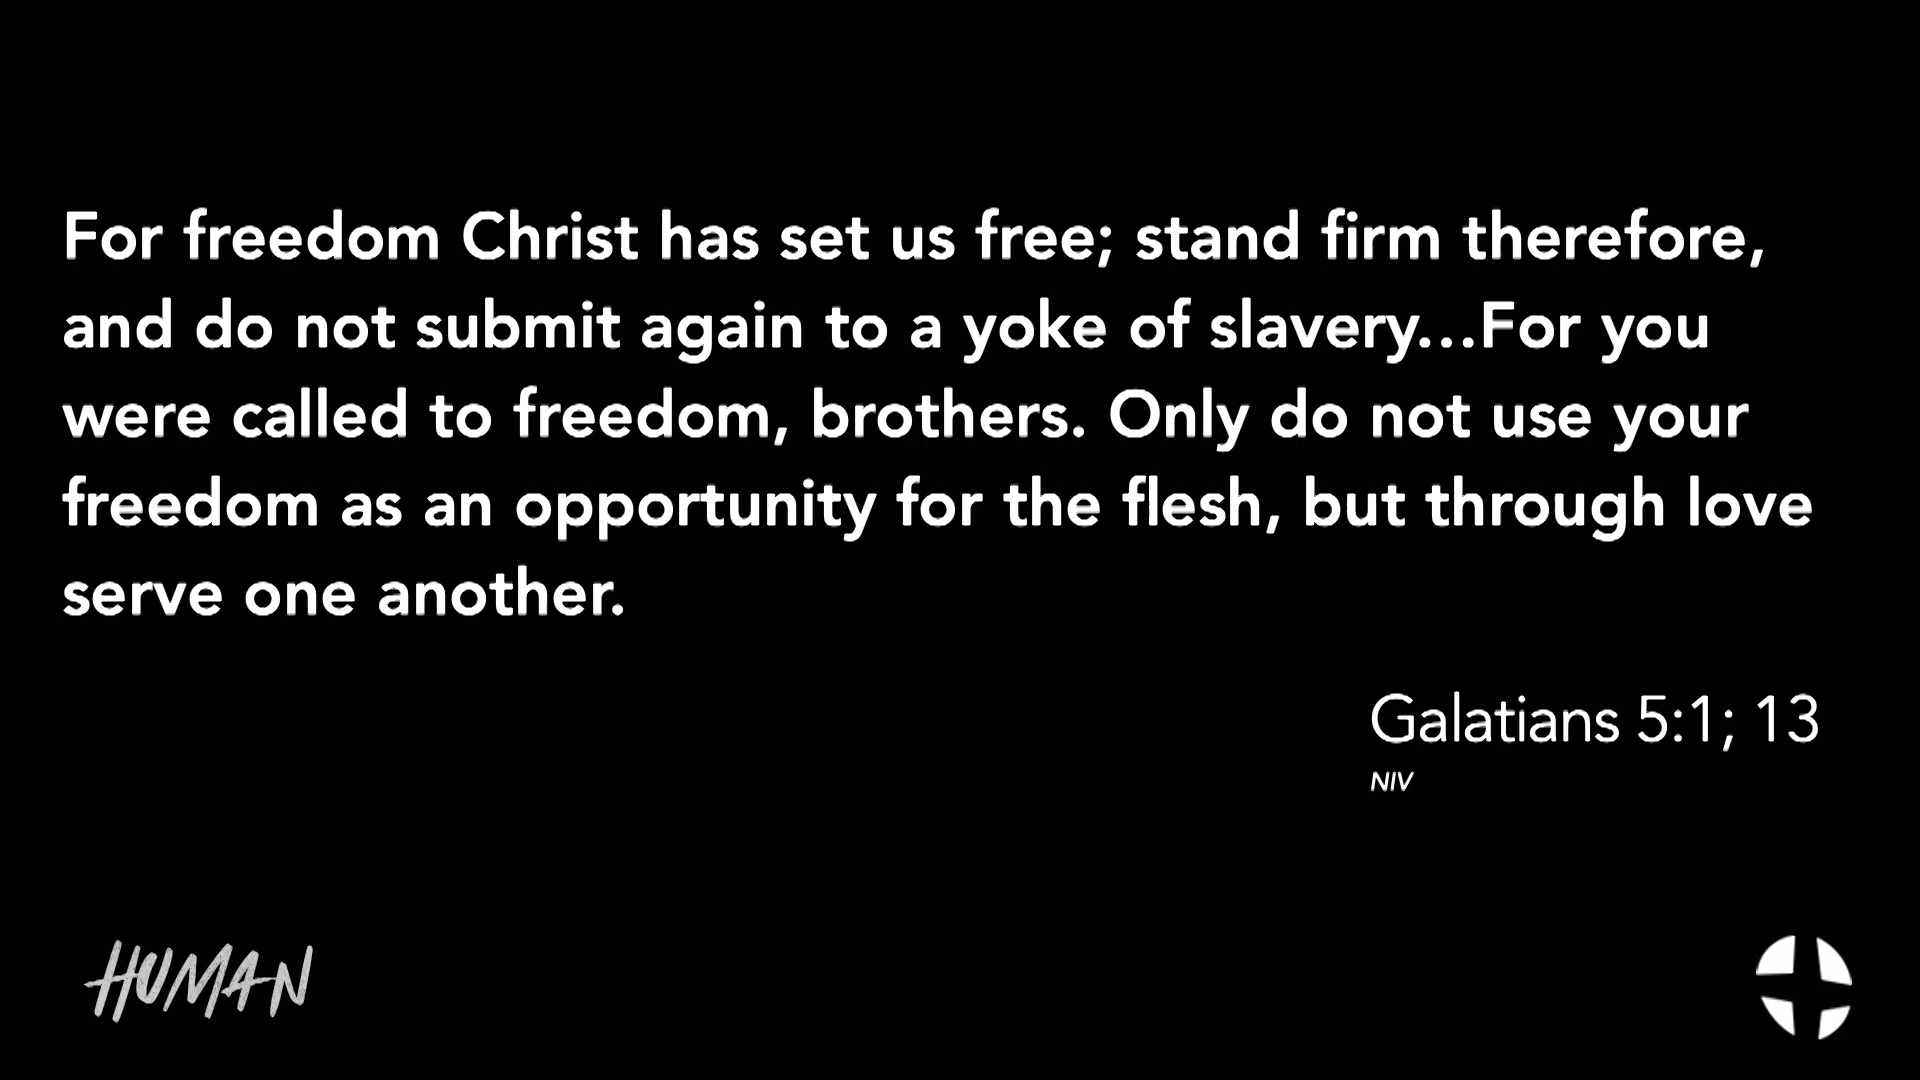 For freedom Christ has set us free; stand firm therefore,
and do not submit again to a yoke of slavery...For you
were called to freedom, brothers. Only do not use your
freedom as an opportunity for the flesh, but through love
serve one another.
Galatians 5:1; 13
NIV
HUMAN